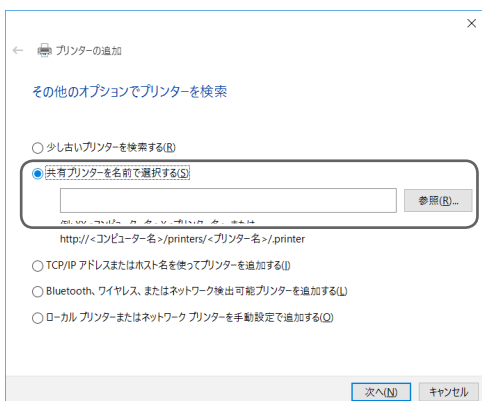 プリンターの追加
その他のオプションでプリンターを検索
少し古いプリンターを検索する(R)
共有プリンターを名前で選択する(S)
参照(R)...
http://<コンピューター名>/printers/<プリンター名>/.printer
TCP/IP アドレスまたはホスト名を使ってプリンターを追加する(I)
Bluetooth、ワイヤレス、またはネットワーク検出可能プリンターを追加する(L)
ローカル プリンターまたはネットワーク プリンターを手動設定で追加する(O)
次へ(N) キャンセル